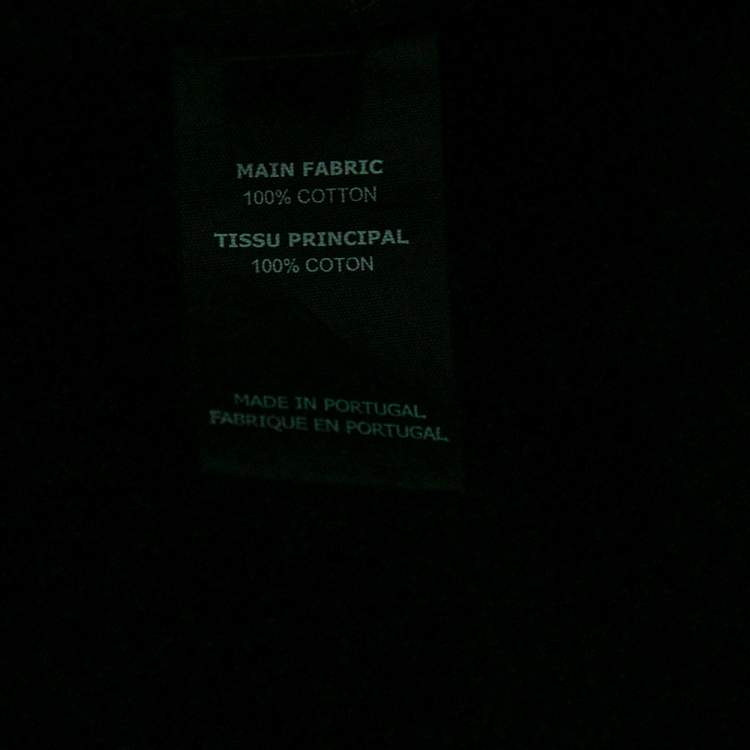 MAIN FABRIC
100% COTTON
TISSU PRINCIPAL
100% COTON
MADE IN PORTUGAL
FABRIQUE EN PORTUGAL